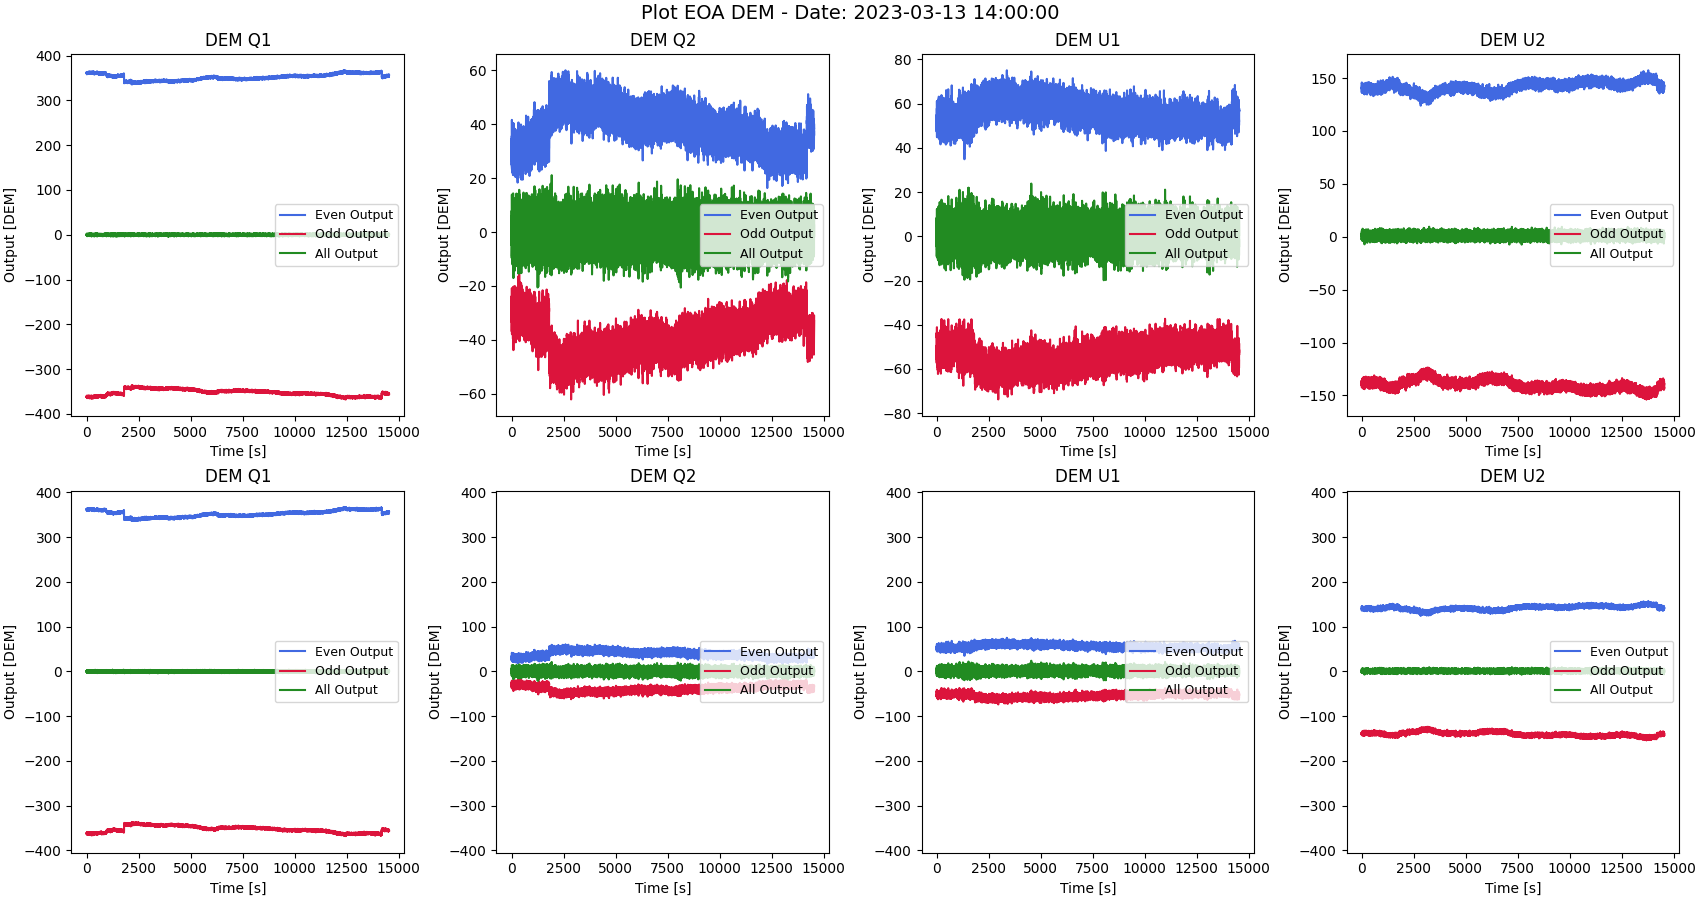 Plot EOA DEM - Date: 2023-03-13 14:00:00
DEM Q1
Output [DEM]
400
300
200
100
0
−100
−200
−300
−400
0 2500 5000 7500 10000 12500 15000
Time [s]
Even Output
Odd Output
All Output
DEM Q2
Output [DEM]
60
40
20
0
−20
−40
−60
0 2500 5000 7500 10000 12500 15000
Time [s]
Even Output
Odd Output
All Output
DEM U1
Output [DEM]
80
60
40
20
0
−20
−40
−60
−80
0 2500 5000 7500 10000 12500 15000
Time [s]
Even Output
Odd Output
All Output
DEM U2
Output [DEM]
150
100
50
0
−50
−100
−150
0 2500 5000 7500 10000 12500 15000
Time [s]
Even Output
Odd Output
All Output
DEM Q1
Output [DEM]
400
300
200
100
0
−100
−200
−300
−400
0 2500 5000 7500 10000 12500 15000
Time [s]
Even Output
Odd Output
All Output
DEM Q2
Output [DEM]
400
300
200
100
0
−100
−200
−300
−400
0 2500 5000 7500 10000 12500 15000
Time [s]
Even Output
Odd Output
All Output
DEM U1
Output [DEM]
400
300
200
100
0
−100
−200
−300
−400
0 2500 5000 7500 10000 12500 15000
Time [s]
Even Output
Odd Output
All Output
DEM U2
Output [DEM]
400
300
200
100
0
−100
−200
−300
−400
0 2500 5000 7500 10000 12500 15000
Time [s]
Even Output
Odd Output
All Output